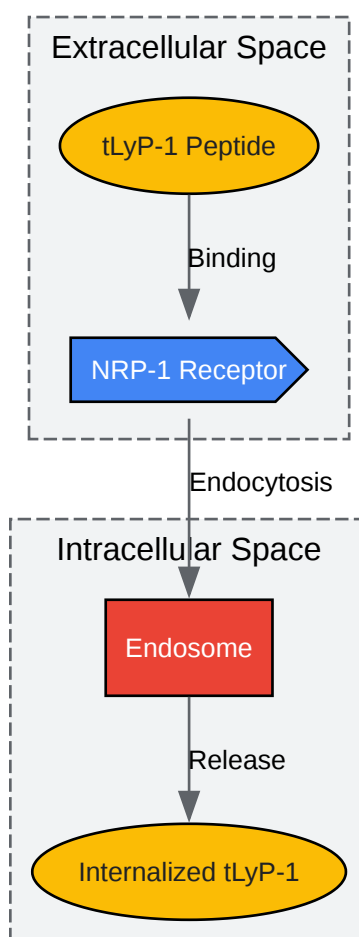 Extracellular Space
tLyP-1 Peptide
Binding
NRP-1 Receptor
Endocytosis
Intracellular Space
Endosome
Release
Internalized tLyP-1